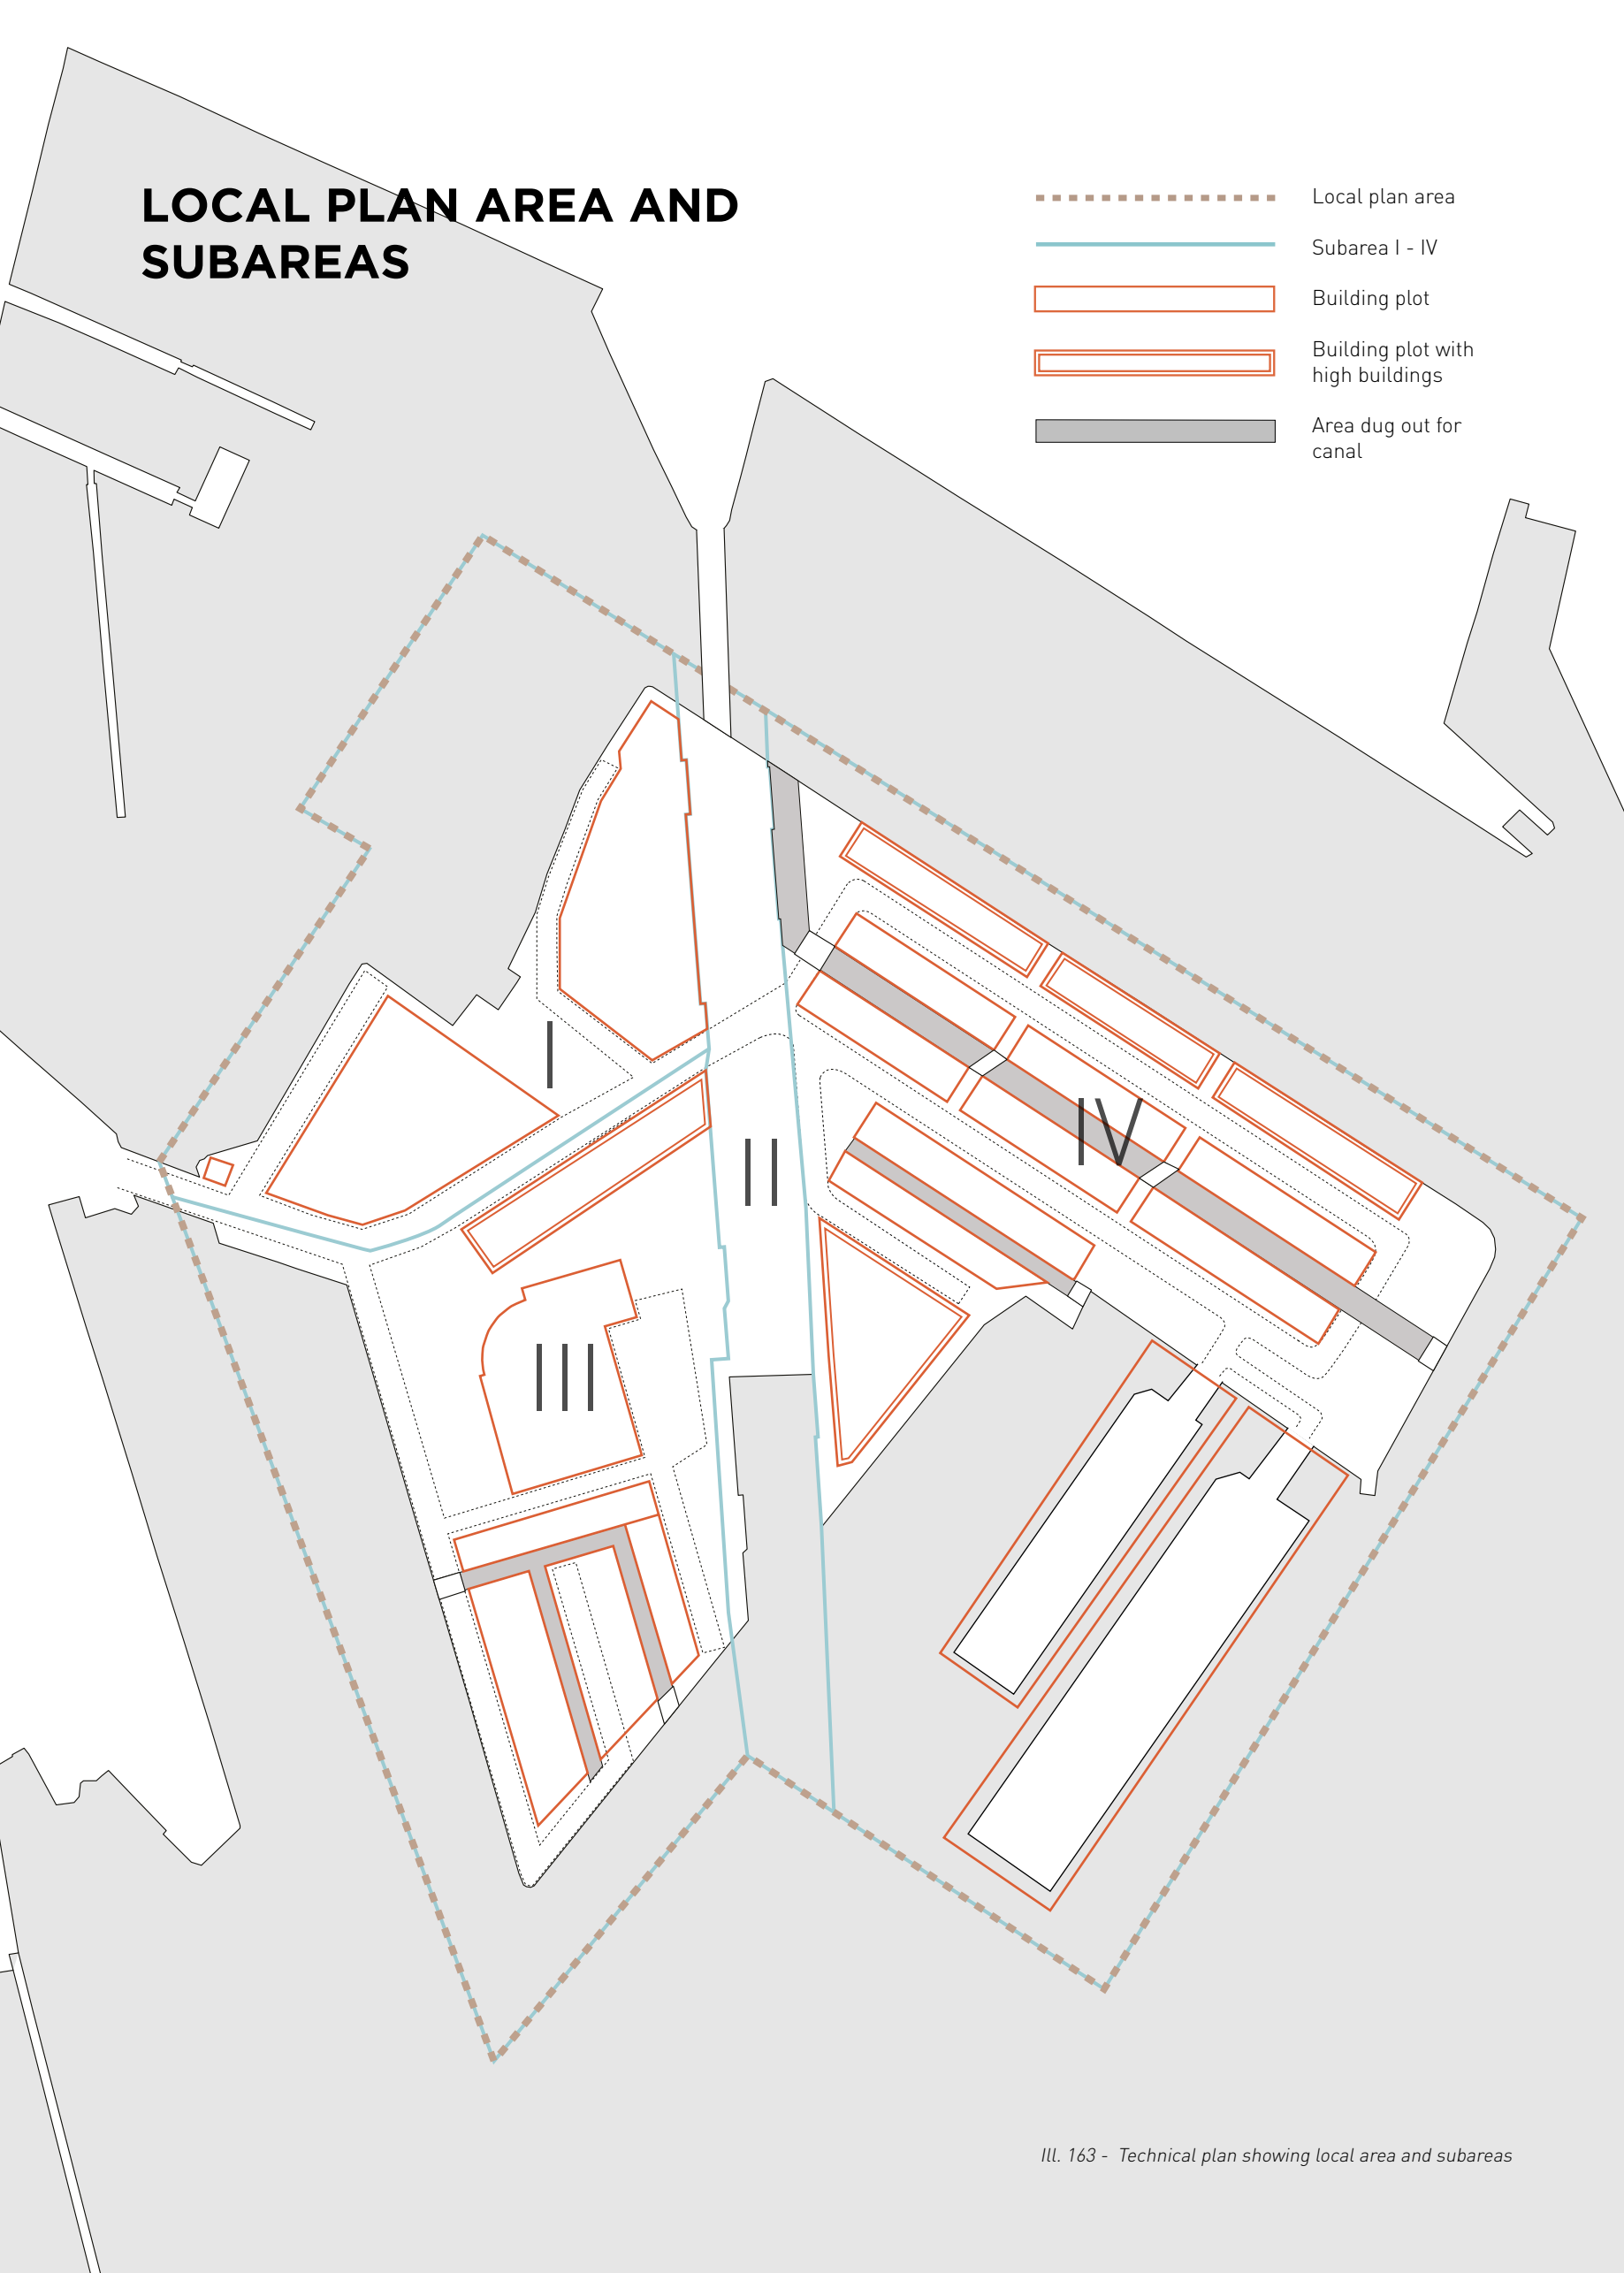 LOCAL PLAN AREA AND
SUBAREAS
Local plan area
Subarea I - IV
Building plot
Building plot with
high buildings
Area dug out for
canal
I
II
III
IV
Ill. 163 - Technical plan showing local area and subareas